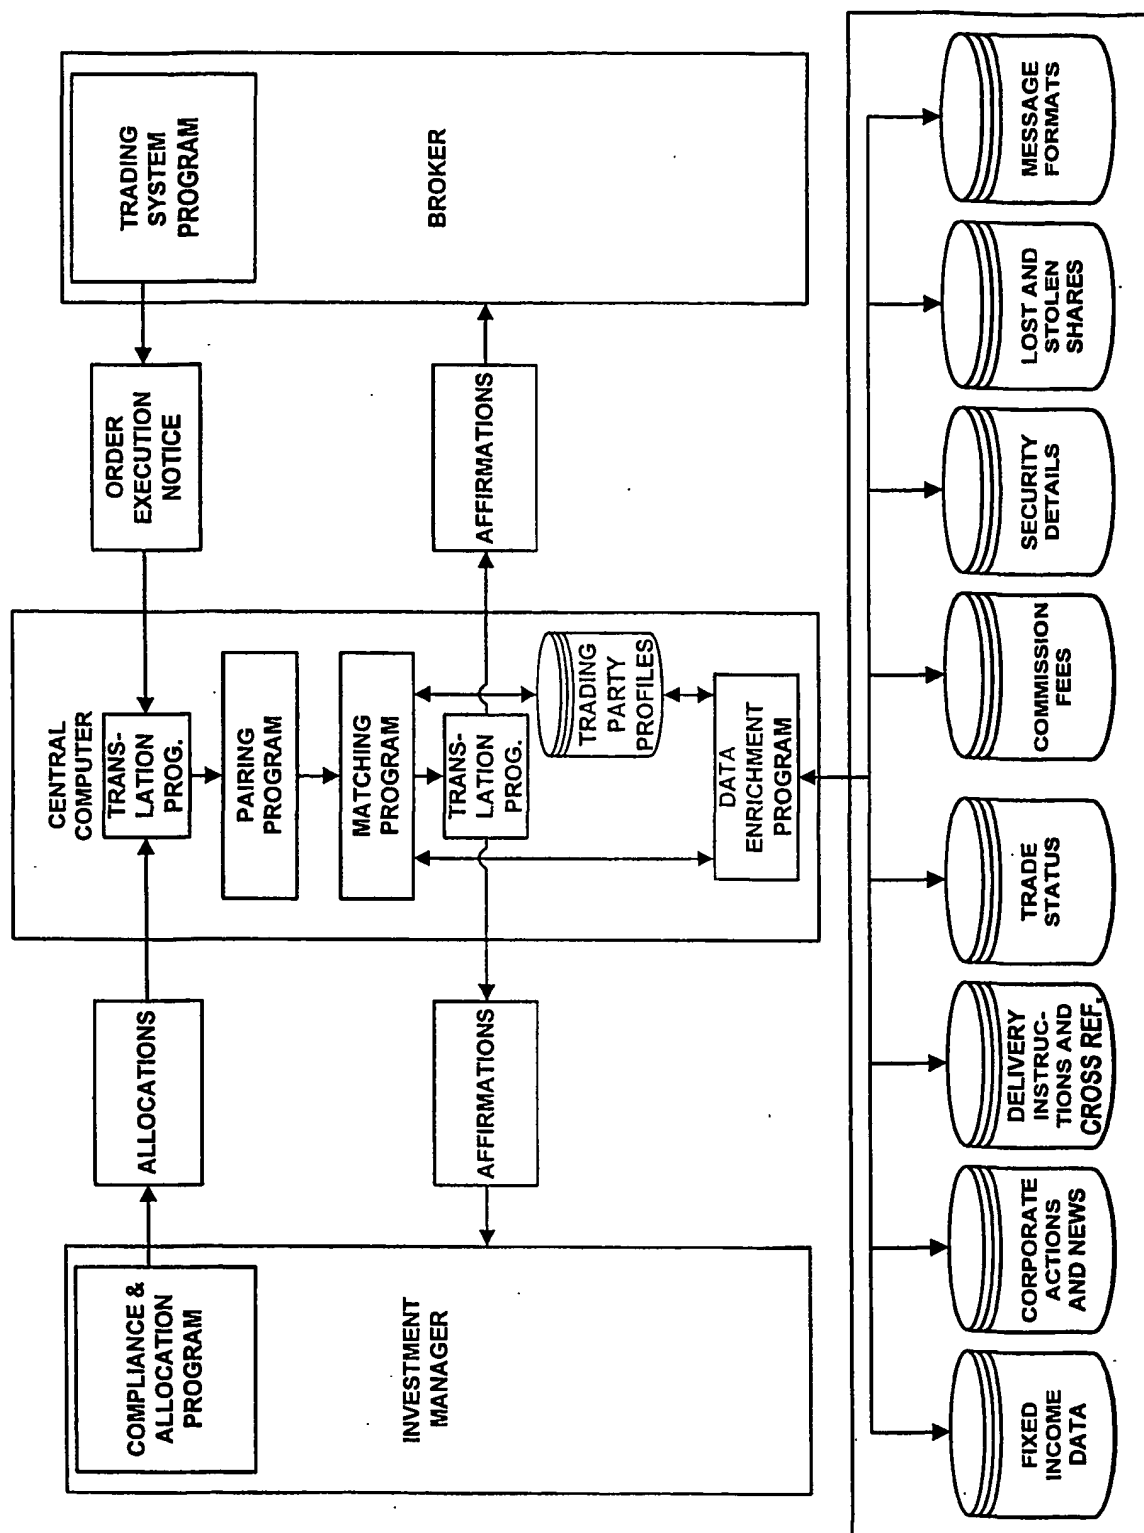 COMPLIANCE &
ALLOCATION
PROGRAM
INVESTMENT
MANAGER
ALLOCATIONS
AFFIRMATIONS
CENTRAL
COMPUTER
TRANS-
LATION
PROG.
PAIRING
PROGRAM
MATCHING
PROGRAM
TRANS-
LATION
PROG.
TRADING
PARTY
PROFILES
DATA
ENRICHMENT
PROGRAM
ORDER
EXECUTION
NOTICE
AFFIRMATIONS
TRADING
SYSTEM
PROGRAM
BROKER
FIXED
INCOME
DATA
CORPORATE
ACTIONS
AND NEWS
DELIVERY
INSTRUC-
TIONS AND
CROSS REF.
TRADE
STATUS
COMMISSION
FEES
SECURITY
DETAILS
LOST AND
STOLEN
SHARES
MESSAGE
FORMATS